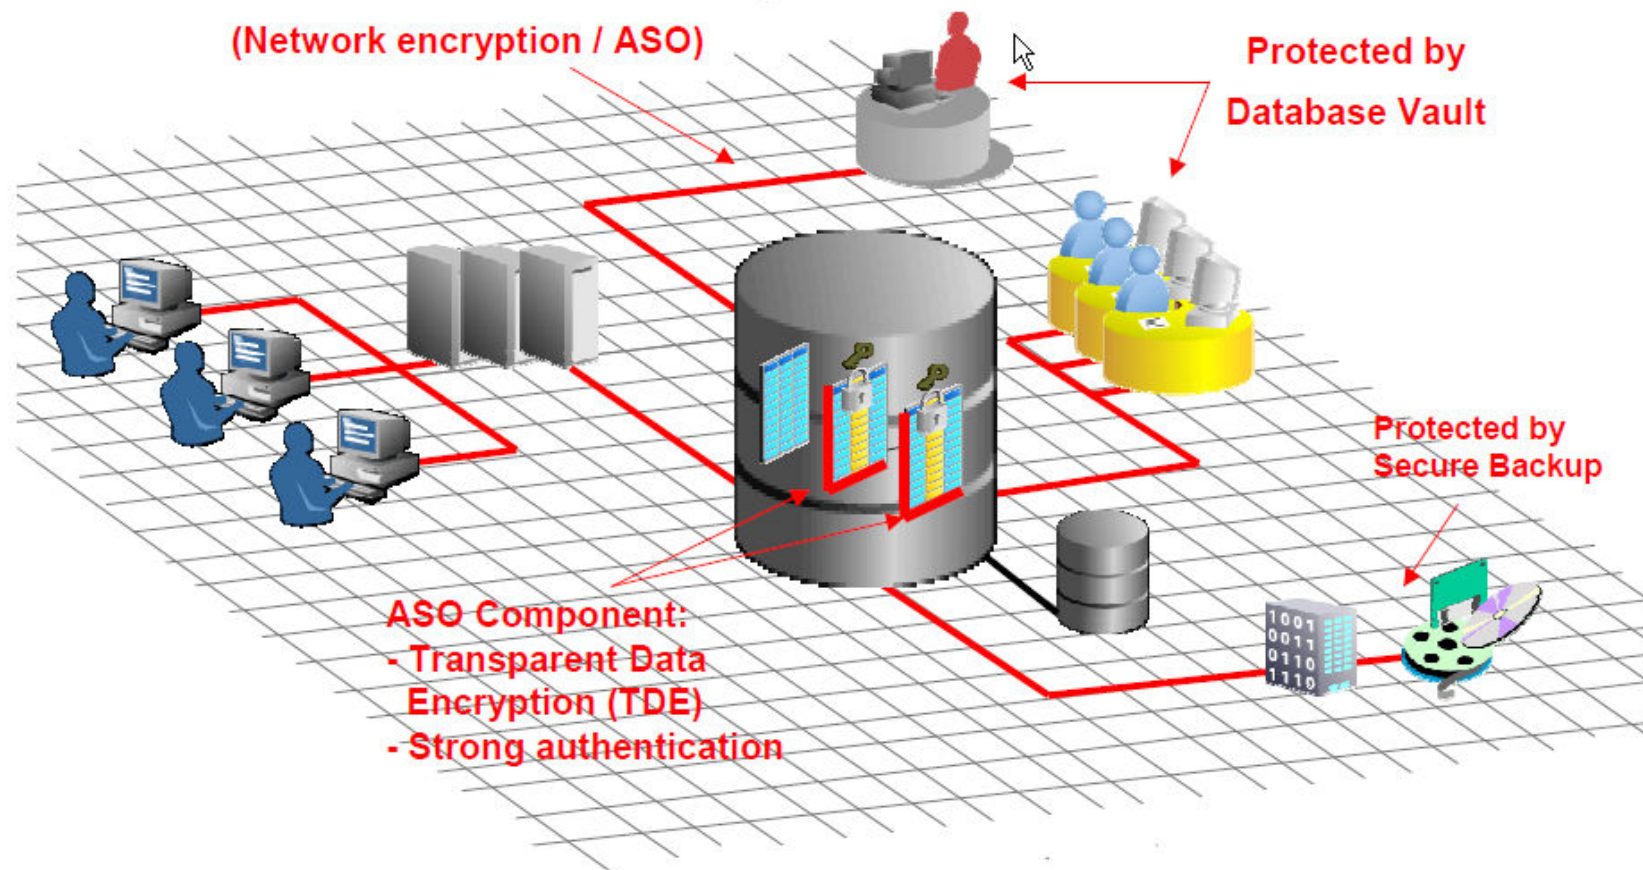 (Network encryption / ASO)
Protected by
Database Vault
Protected by
Secure Backup
ASO Component:
- Transparent Data
Encryption (TDE)
- Strong authentication
1001
0011
0110
1110